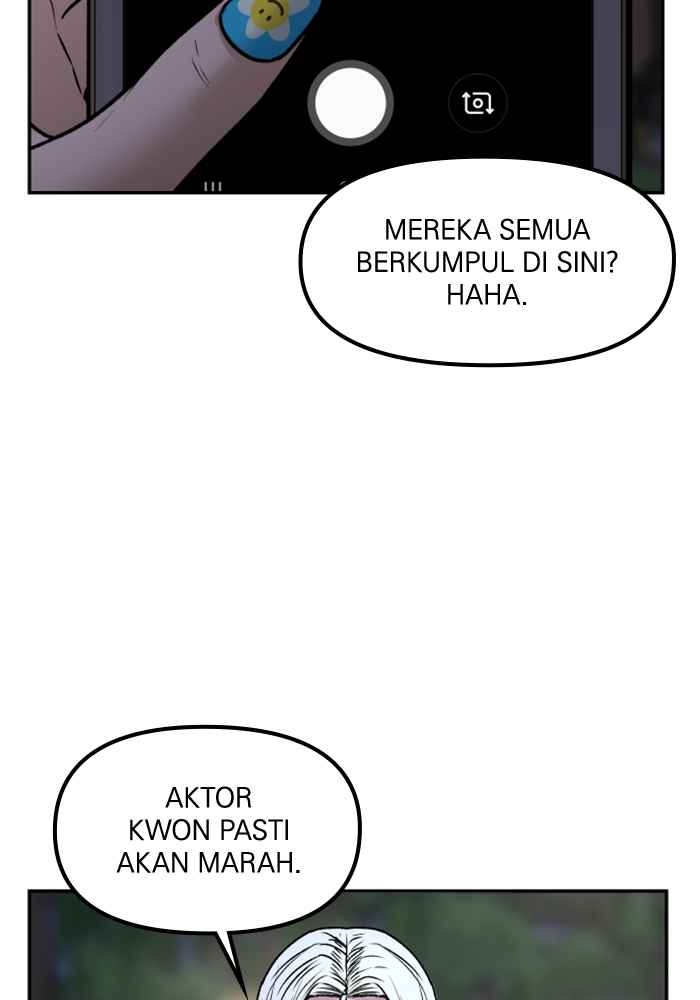 MEREKA SEMUA
BERKUMPUL DI SINI?
HAHA.
AKTOR
KWON PASTI
AKAN MARAH.